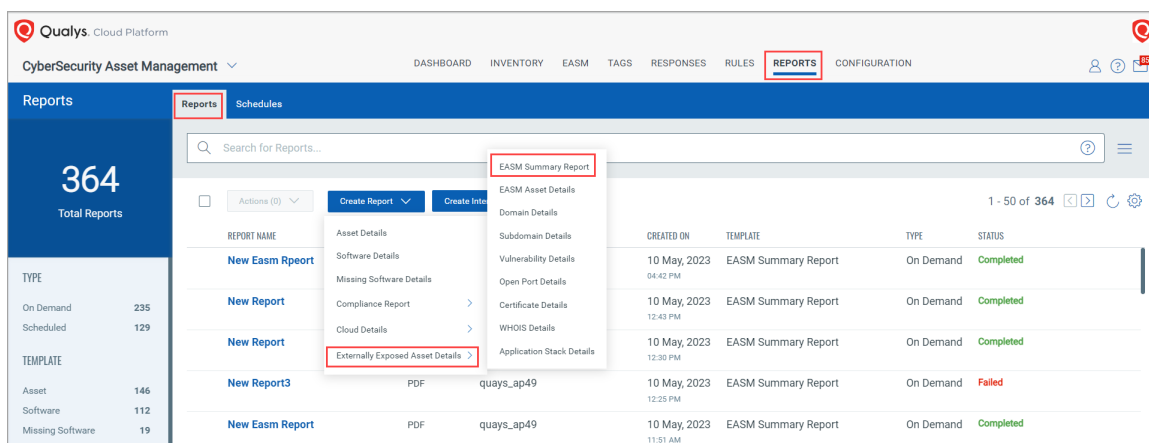 Qualys. Cloud Platform
CyberSecurity Asset Management
DASHBOARD INVENTORY EASM TAGS RESPONSES RULES REPORTS CONFIGURATION
85
Reports
Reports Schedules
Search for Reports...
364
Total Reports
Actions (0) Create Report Create Inte
1 - 50 of 364
EASM Summary Report
EASM Asset Details
Domain Details
Subdomain Details
Vulnerability Details
Open Port Details
Certificate Details
WHOIS Details
Application Stack Details
Asset Details
Software Details
Missing Software Details
Compliance Report
Cloud Details
Externally Exposed Asset Details
REPORT NAME CREATED ON TEMPLATE TYPE STATUS
New Easm Rpeort 10 May, 2023 EASM Summary Report On Demand Completed
04:42 PM
New Report 10 May, 2023 EASM Summary Report On Demand Completed
12:43 PM
New Report 10 May, 2023 EASM Summary Report On Demand Completed
12:30 PM
New Report3 PDF quays_ap49 10 May, 2023 EASM Summary Report On Demand Failed
12:25 PM
New Easm Report PDF quays_ap49 10 May, 2023 EASM Summary Report On Demand Completed
11:51 AM
TYPE
On Demand 235
Scheduled 129
TEMPLATE
Asset 146
Software 112
Missing Software 19